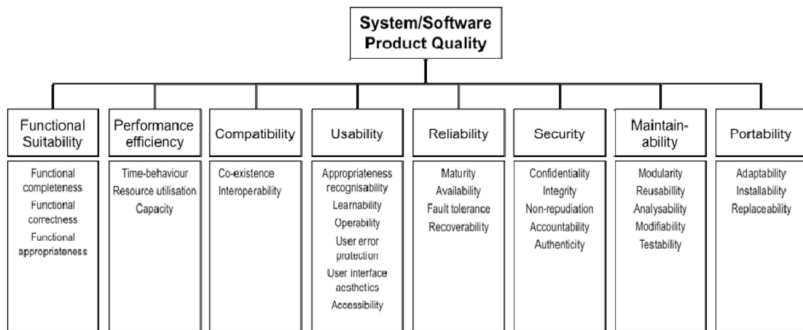 System/Software
Product Quality
Functional
Suitability
Performance
efficiency
Compatibility
Usability
Reliability
Security
Maintain-
ability
Portability
Functional
completeness
Functional
correctness
Functional
appropriateness
Time-behaviour
Resource utilisation
Capacity
Co-existence
Interoperability
Appropriateness
recognisability
Learnability
Operability
User error
protection
User interface
aesthetics
Accessibility
Maturity
Availability
Fault tolerance
Recoverability
Confidentiality
Integrity
Non-repudiation
Accountability
Authenticity
Modularity
Reusability
Analysability
Modifiability
Testability
Adaptability
Installability
Replaceability